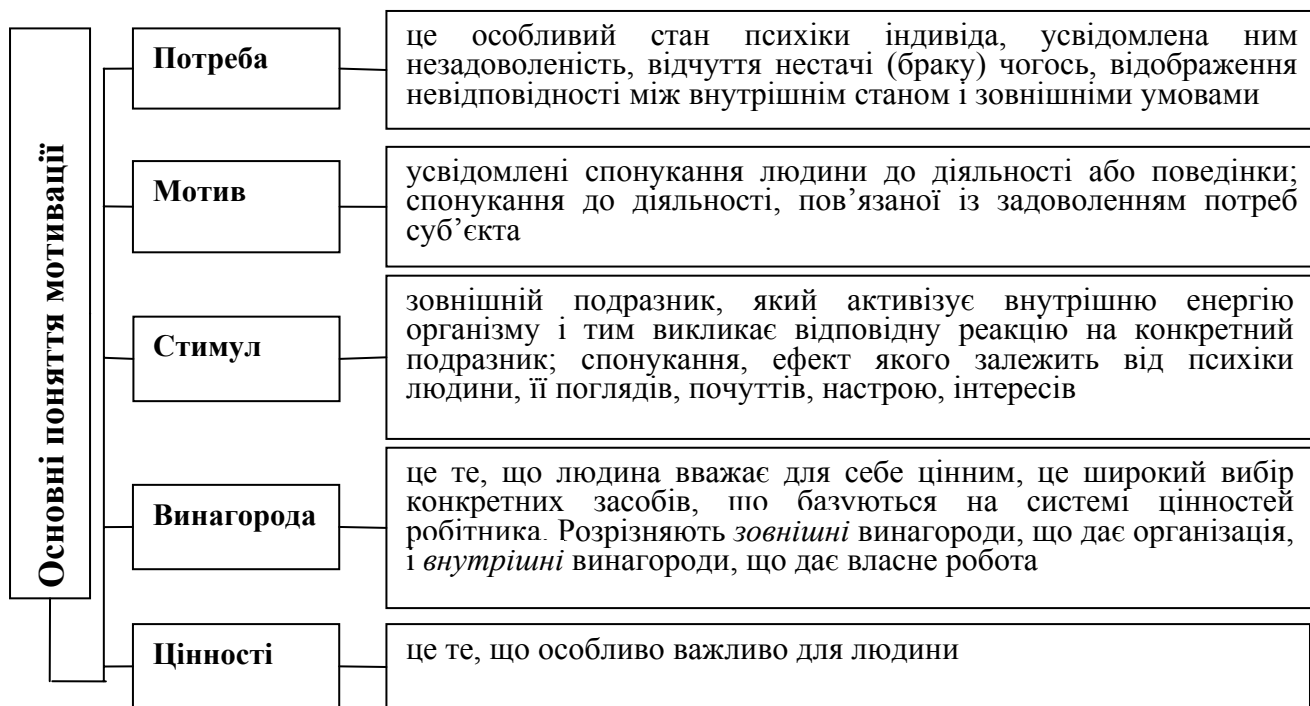 Основні поняття мотивації
Потреба
це особливий стан психіки індивіда, усвідомлена ним
незадоволеність, відчуття нестачі (браку) чогось, відображення
невідповідності між внутрішнім станом і зовнішніми умовами
Мотив
усвідомлені спонукання людини до діяльності або поведінки;
спонукання до діяльності, пов’язаної із задоволенням потреб
суб’єкта
Стимул
зовнішній подразник, який активізує внутрішню енергію
організму і тим викликає відповідну реакцію на конкретний
подразник; спонукання, ефект якого залежить від психіки
людини, її поглядів, почуттів, настрою, інтересів
Винагорода
це те, що людина вважає для себе цінним, це широкий вибір
конкретних засобів, що базуються на системі цінностей
робітника. Розрізняють зовнішні винагороди, що дає організація,
і внутрішні винагороди, що дає власне робота
Цінності
це те, що особливо важливо для людини